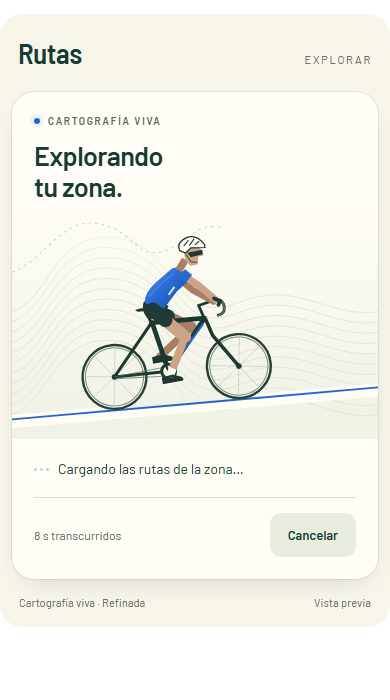 Rutas
EXPLORAR
CARTOGRAFÍA VIVA
Explorando
tu zona.
Cargando las rutas de la zona...
8 s transcurridos
Cancelar
Cartografía viva · Refinada
Vista previa